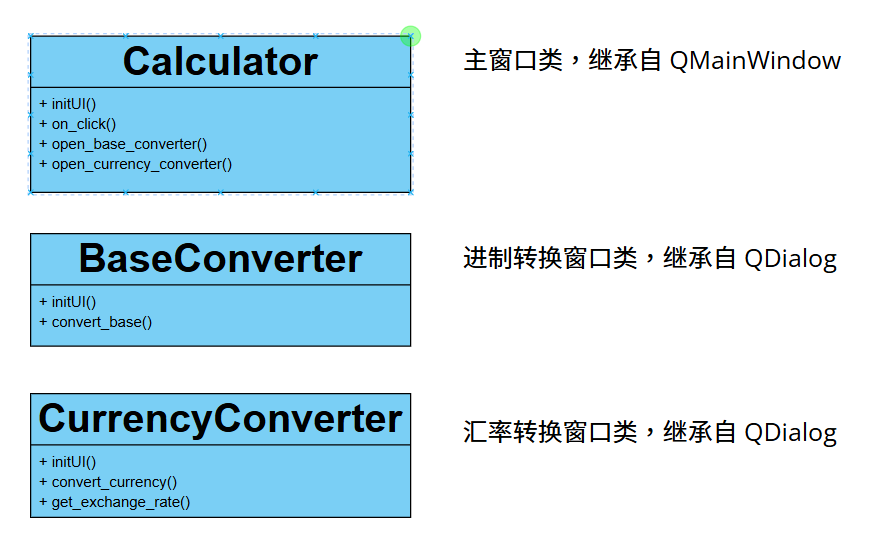 Calculator
主窗口类，继承自 QMainWindow
+ initUI()
+ on_click()
+ open_base_converter()
+ open_currency_converter()
BaseConverter
进制转换窗口类，继承自 QDialog
+ initUI()
+ convert_base()
CurrencyConverter
汇率转换窗口类，继承自 QDialog
+ initUI()
+ convert_currency()
+ get_exchange_rate()